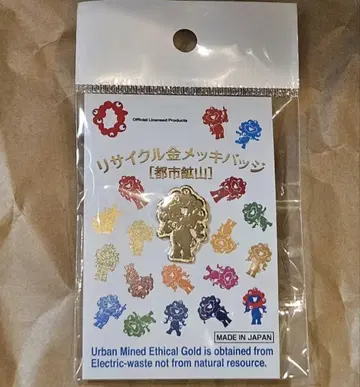 Official Licensed Products
リサイクル金メッキバッジ
［都市鉱山］
MADE IN JAPAN
Urban Mined Ethical Gold is obtained from
Electric-waste not from natural resource.